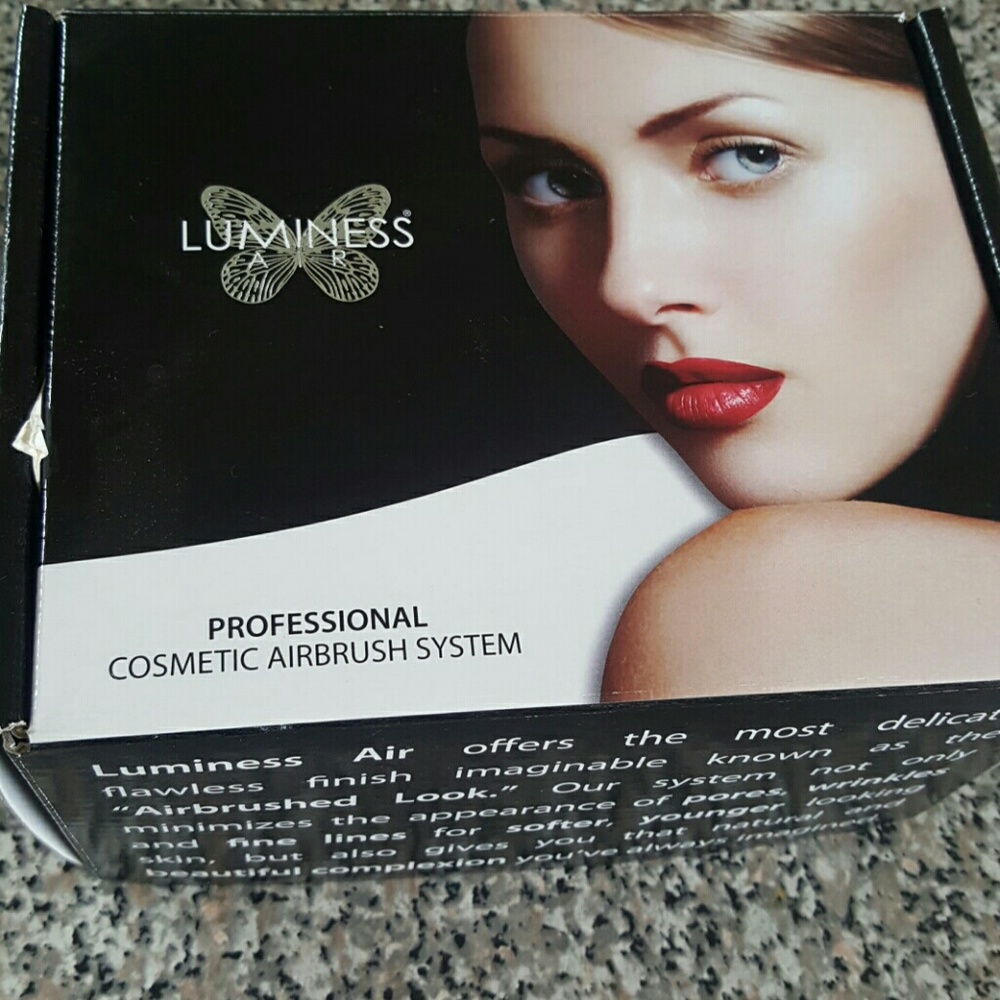 LUMINESS®
AIR
PROFESSIONAL
COSMETIC AIRBRUSH SYSTEM
Luminess Air offers the most delicat
flawless finish imaginable known as the
"Airbrushed Look." Our system not only
minimizes the appearance of pores, wrinkles
and fine lines for softer, younger looking
skin, but also gives you that natural and
beautiful complexion you've always imagined